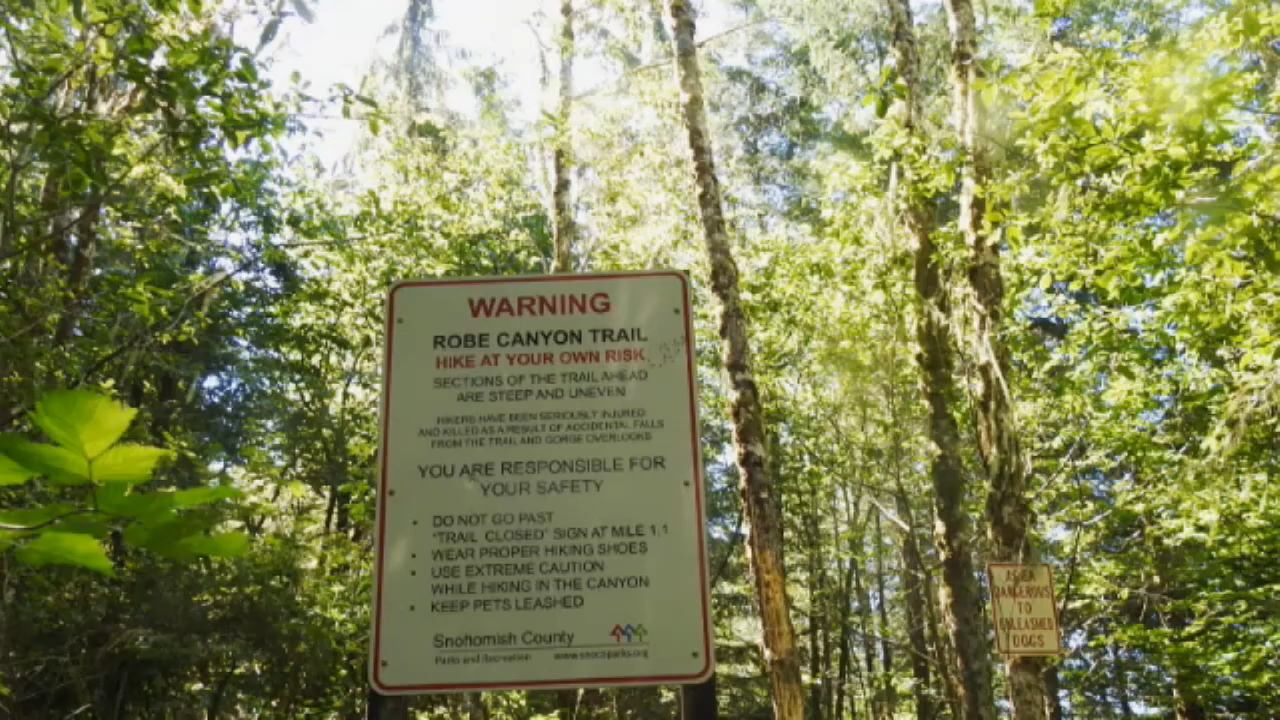 WARNING
ROBE CANYON TRAIL
HIKE AT YOUR OWN RISK
SECTIONS OF THE TRAIL AHEAD
ARE STEEP AND UNEVEN
HIKERS HAVE BEEN SERIOUSLY INJURED
AND KILLED AS A RESULT OF ACCIDENTAL FALLS
FROM THE TRAIL AND GORGE OVERLOOKS
YOU ARE RESPONSIBLE FOR
YOUR SAFETY
• DO NOT GO PAST
"TRAIL CLOSED" SIGN AT MILE 1.1
• WEAR PROPER HIKING SHOES
• USE EXTREME CAUTION
WHILE HIKING IN THE CANYON
• KEEP PETS LEASHED
Snohomish County
Parks and Recreation www.snocoparks.org
AREA
DANGEROUS
TO
UNLEASHED
DOGS